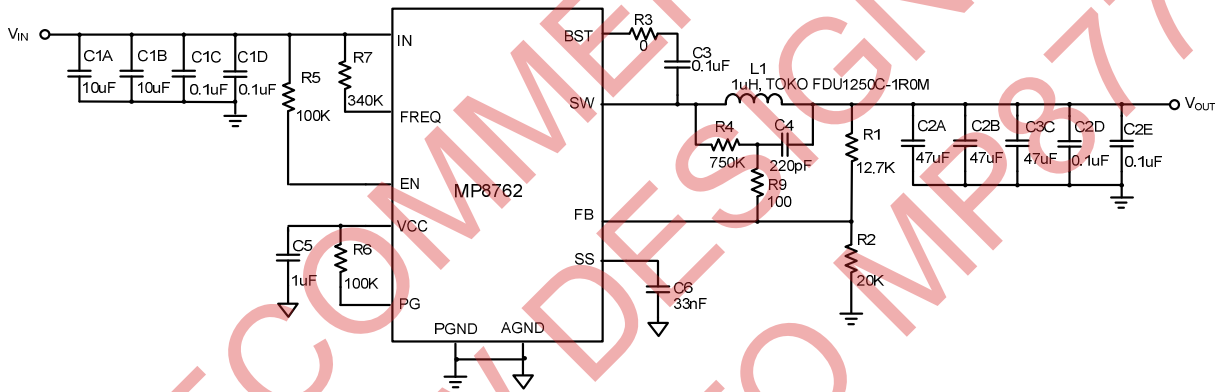 VIN
C1A
10uF
C1B
10uF
C1C
0.1uF
C1D
0.1uF
R5
100K
R7
340K
IN
FREQ
EN
VCC
PG
PGND
AGND
MP8762
BST
SW
FB
SS
R3
0
C3
0.1uF
L1
1uH, TOKO FDU1250C-1R0M
R4
750K
C4
220pF
R9
100
R1
12.7K
R2
20K
C2A
47uF
C2B
47uF
C3C
47uF
C2D
0.1uF
C2E
0.1uF
VOUT
C5
1uF
R6
100K
C6
33nF